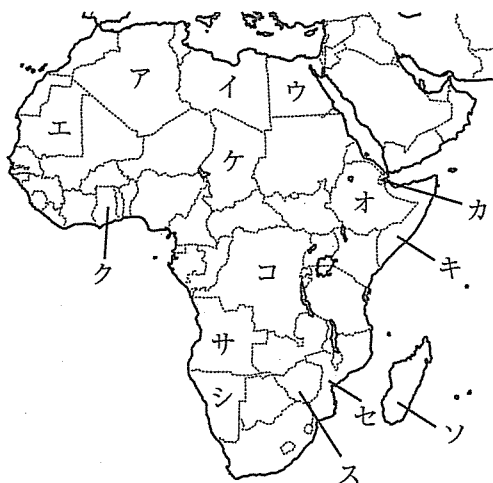 ア
イ
ウ
エ
ケ
オ
カ
キ
ク
コ
サ
シ
セ
ソ
ス